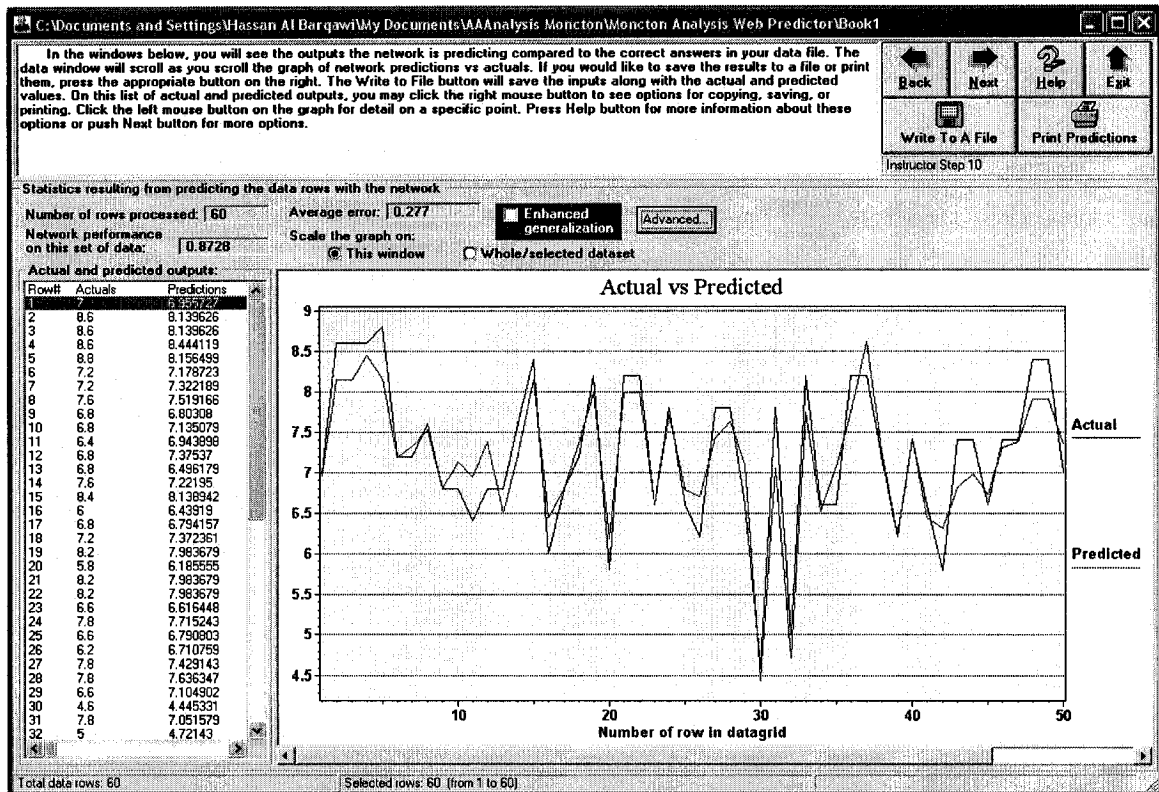 C:\Documents and Settings\Hassan Al Barqawi\My Documents\AAAnalysis Moncton\Moncton Analysis Web Predictor\Book1
In the windows below, you will see the outputs the network is predicting compared to the correct answers in your data file. The
data window will scroll as you scroll the graph of network predictions vs actuals. If you would like to save the results to a file or print
them, press the appropriate button on the right. The Write to File button will save the inputs along with the actual and predicted
values. On this list of actual and predicted outputs, you may click the right mouse button to see options for copying, saving, or
printing. Click the left mouse button on the graph for detail on a specific point. Press Help button for more information about these
options or push Next button for more options.
Back Next Help Exit
Write To A File Print Predictions
Instructor Step 10
Statistics resulting from predicting the data rows with the network
Number of rows processed: 60
Network performance
on this set of data: 0.8728
Average error: 0.277
Scale the graph on:
This window Whole/selected dataset
Enhanced
generalization
Advanced...
Actual and predicted outputs:
Row# Actuals Predictions
1 7 6.955727
2 8.6 8.139626
3 8.6 8.139626
4 8.6 8.444119
5 8.8 8.156499
6 7.2 7.178723
7 7.2 7.322189
8 7.6 7.519166
9 6.8 6.80308
10 6.8 7.135079
11 6.4 6.943898
12 6.8 7.37537
13 6.8 6.496179
14 7.6 7.22195
15 8.4 8.138942
16 6 6.43919
17 6.8 6.794157
18 7.2 7.372361
19 8.2 7.983679
20 5.8 6.185555
21 8.2 7.983679
22 8.2 7.983679
23 6.6 6.616448
24 7.8 7.715243
25 6.6 6.790803
26 6.2 6.710759
27 7.8 7.429143
28 7.8 7.636347
29 6.6 7.104902
30 4.6 4.445331
31 7.8 7.051579
32 5 4.72143
Actual vs Predicted
9
8.5
8
7.5
7
6.5
6
5.5
5
4.5
10 20 30 40 50
Number of row in datagrid
Actual
Predicted
Total data rows: 60
Selected rows: 60 (from 1 to 60)